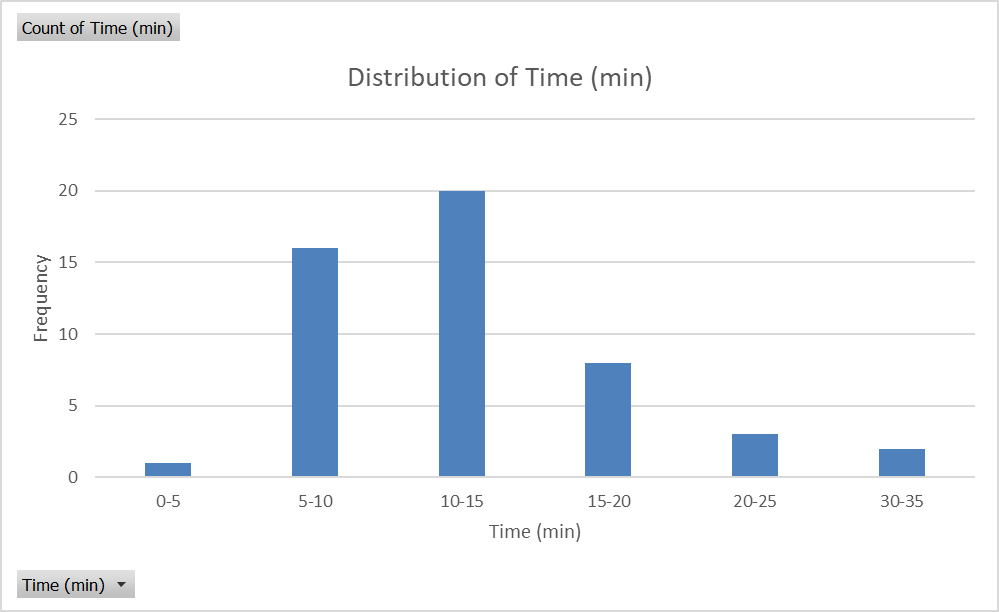 Count of Time (min)
Distribution of Time (min)
25
20
15
10
5
0
Frequency
0-5 5-10 10-15 15-20 20-25 30-35
Time (min)
Time (min)